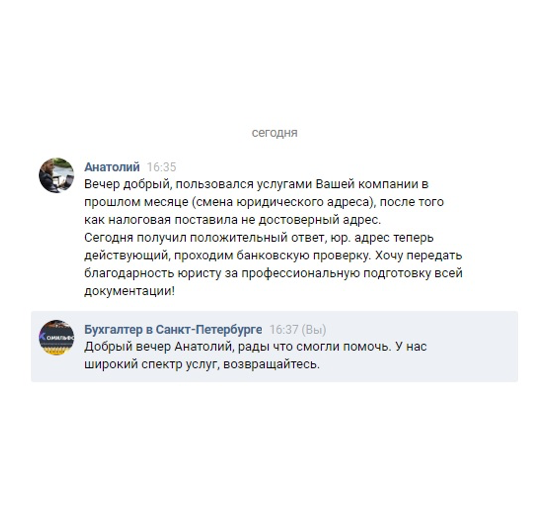 сегодня
Анатолий 16:35
Вечер добрый, пользовался услугами Вашей компании в
прошлом месяце (смена юридического адреса), после того
как налоговая поставила не достоверный адрес.
Сегодня получил положительный ответ, юр. адрес теперь
действующий, проходим банковскую проверку. Хочу передать
благодарность юристу за профессиональную подготовку всей
документации!
Бухгалтер в Санкт-Петербурге 16:37 (Вы)
Добрый вечер Анатолий, рады что смогли помочь. У нас
широкий спектр услуг, возвращайтесь.